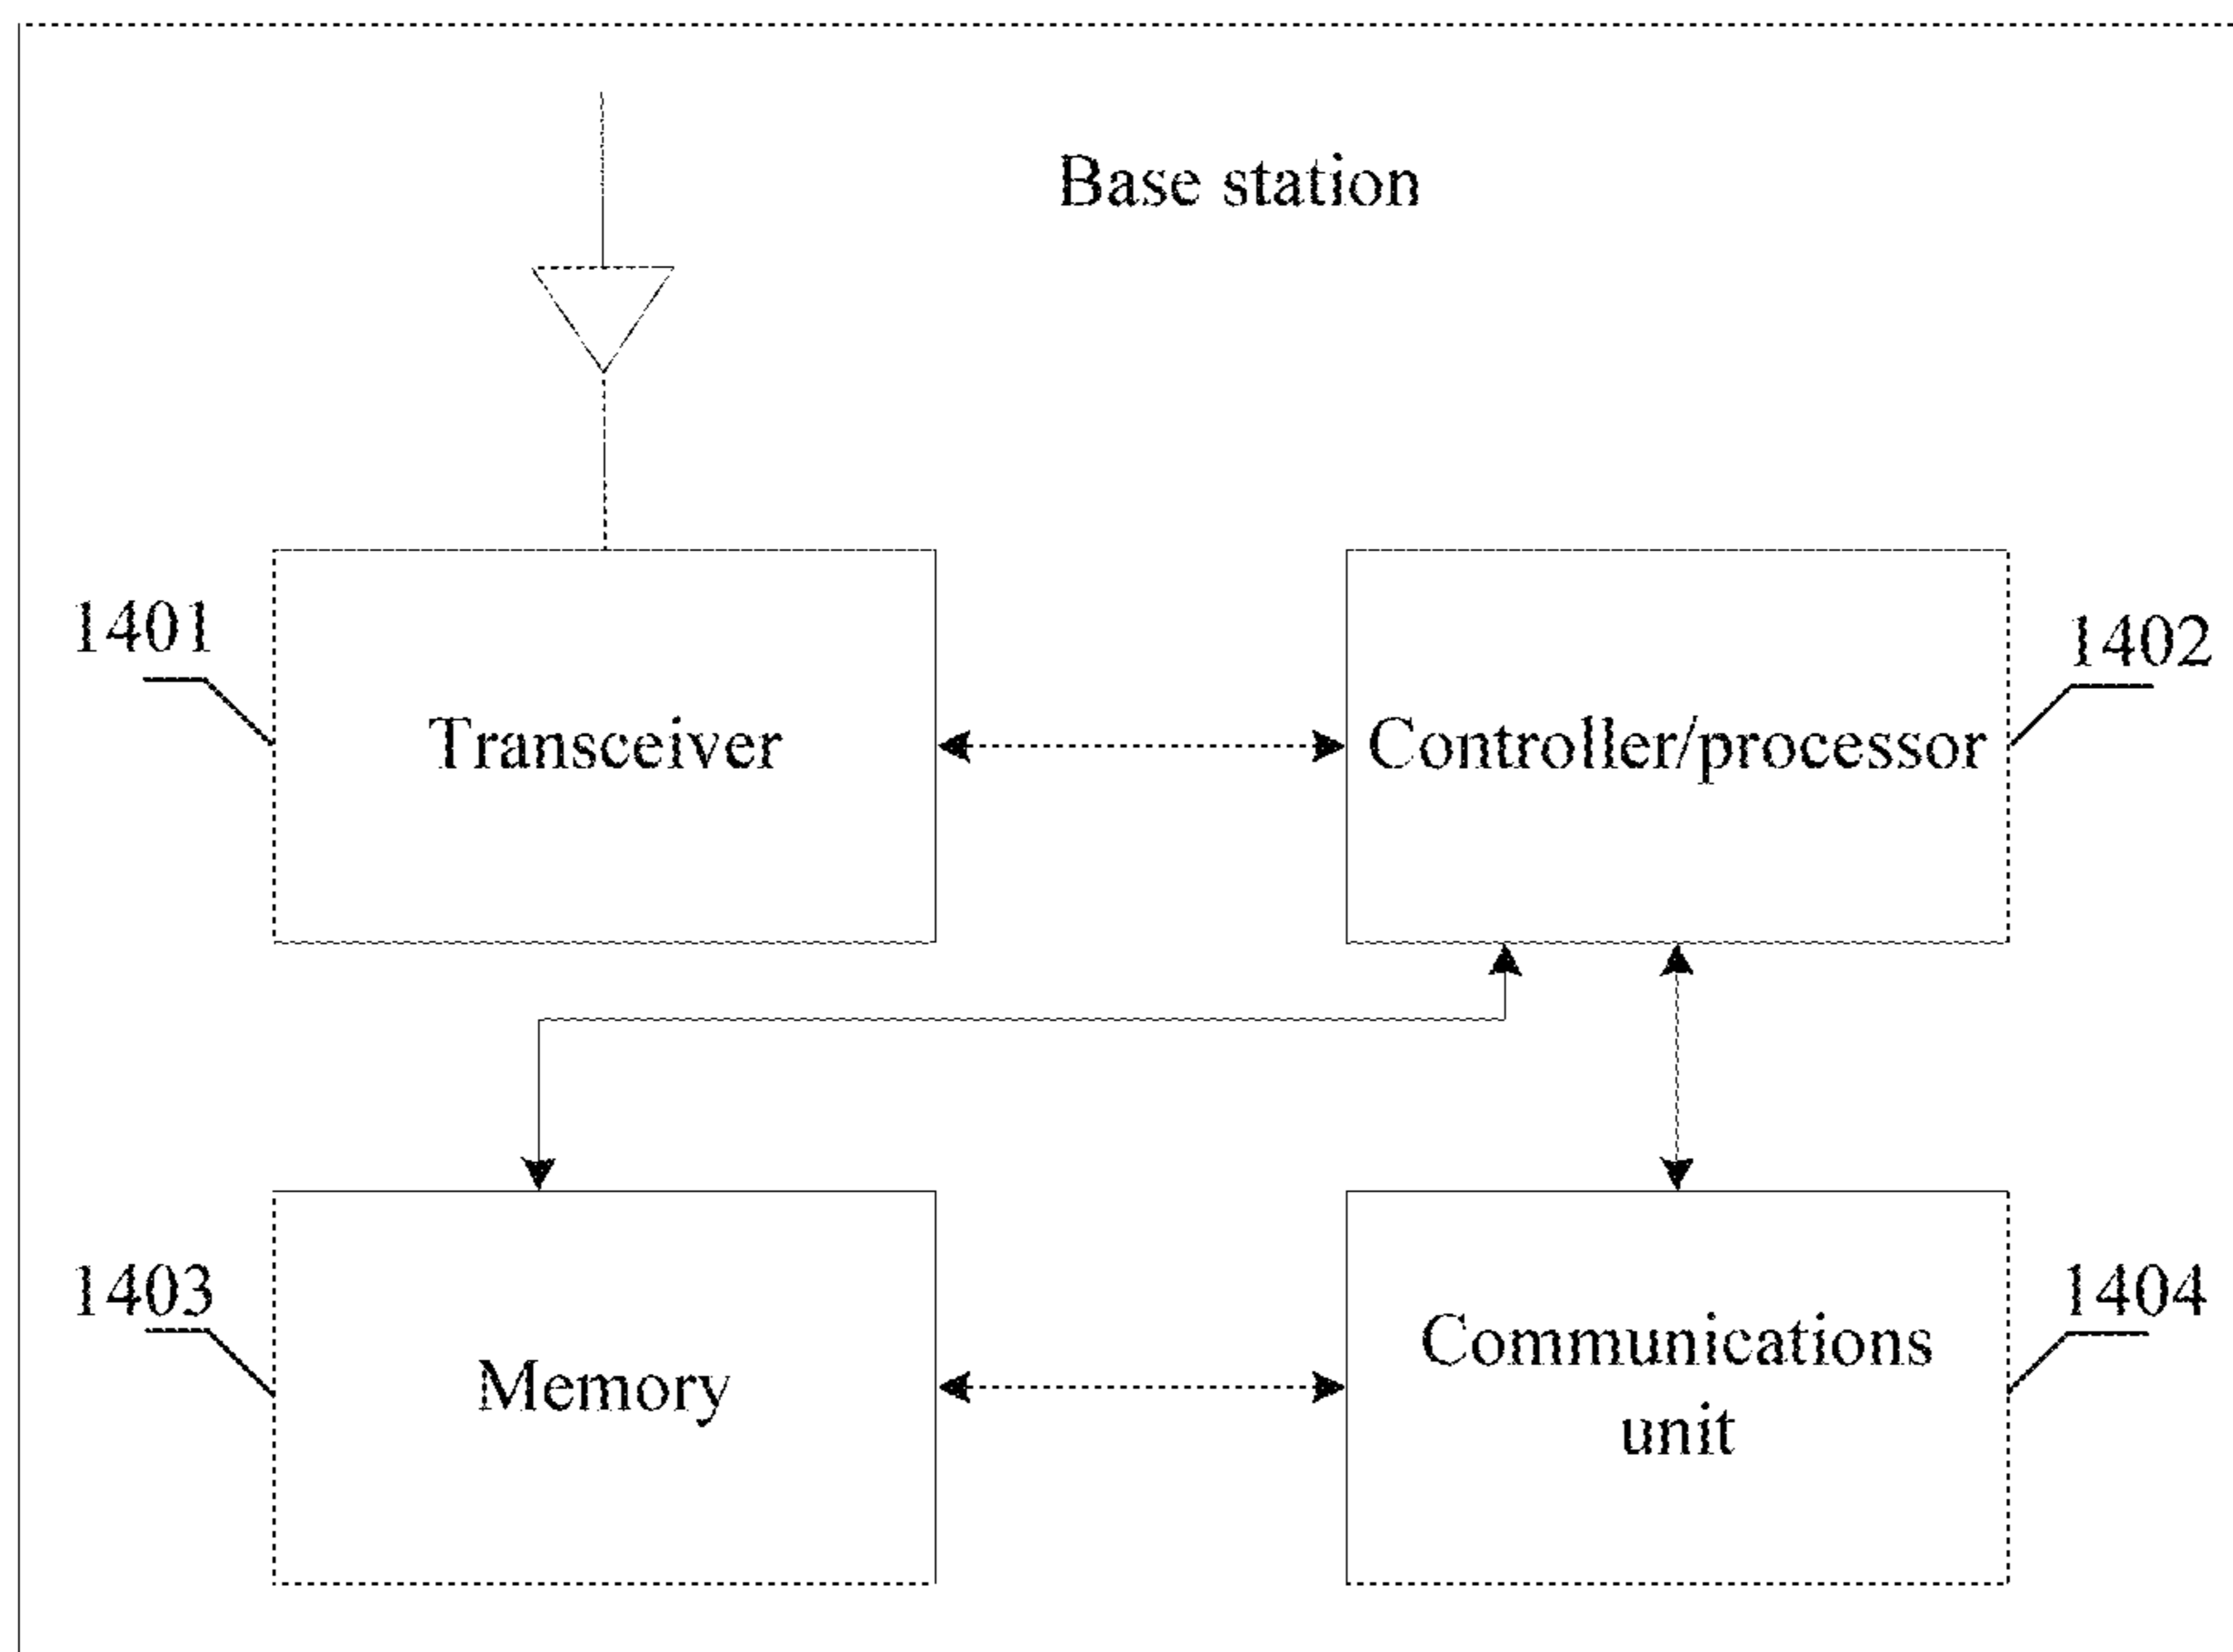 Base station
1401
Transceiver
Controller/processor
1402
1403
Memory
Communications
unit
1404